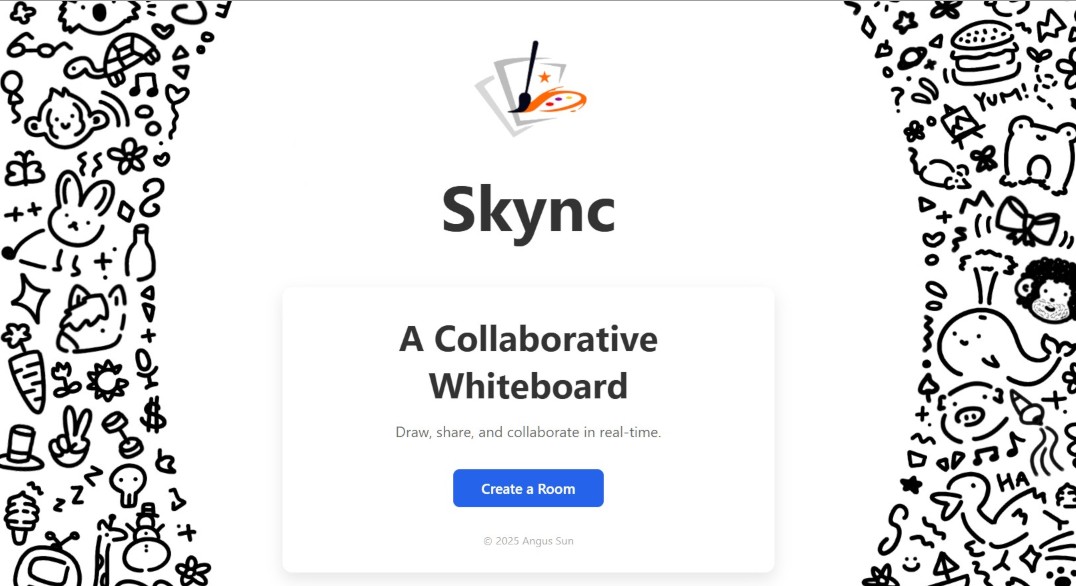 Skync
A Collaborative
Whiteboard
Draw, share, and collaborate in real-time.
Create a Room
© 2025 Angus Sun
YUM!
HA
z z z